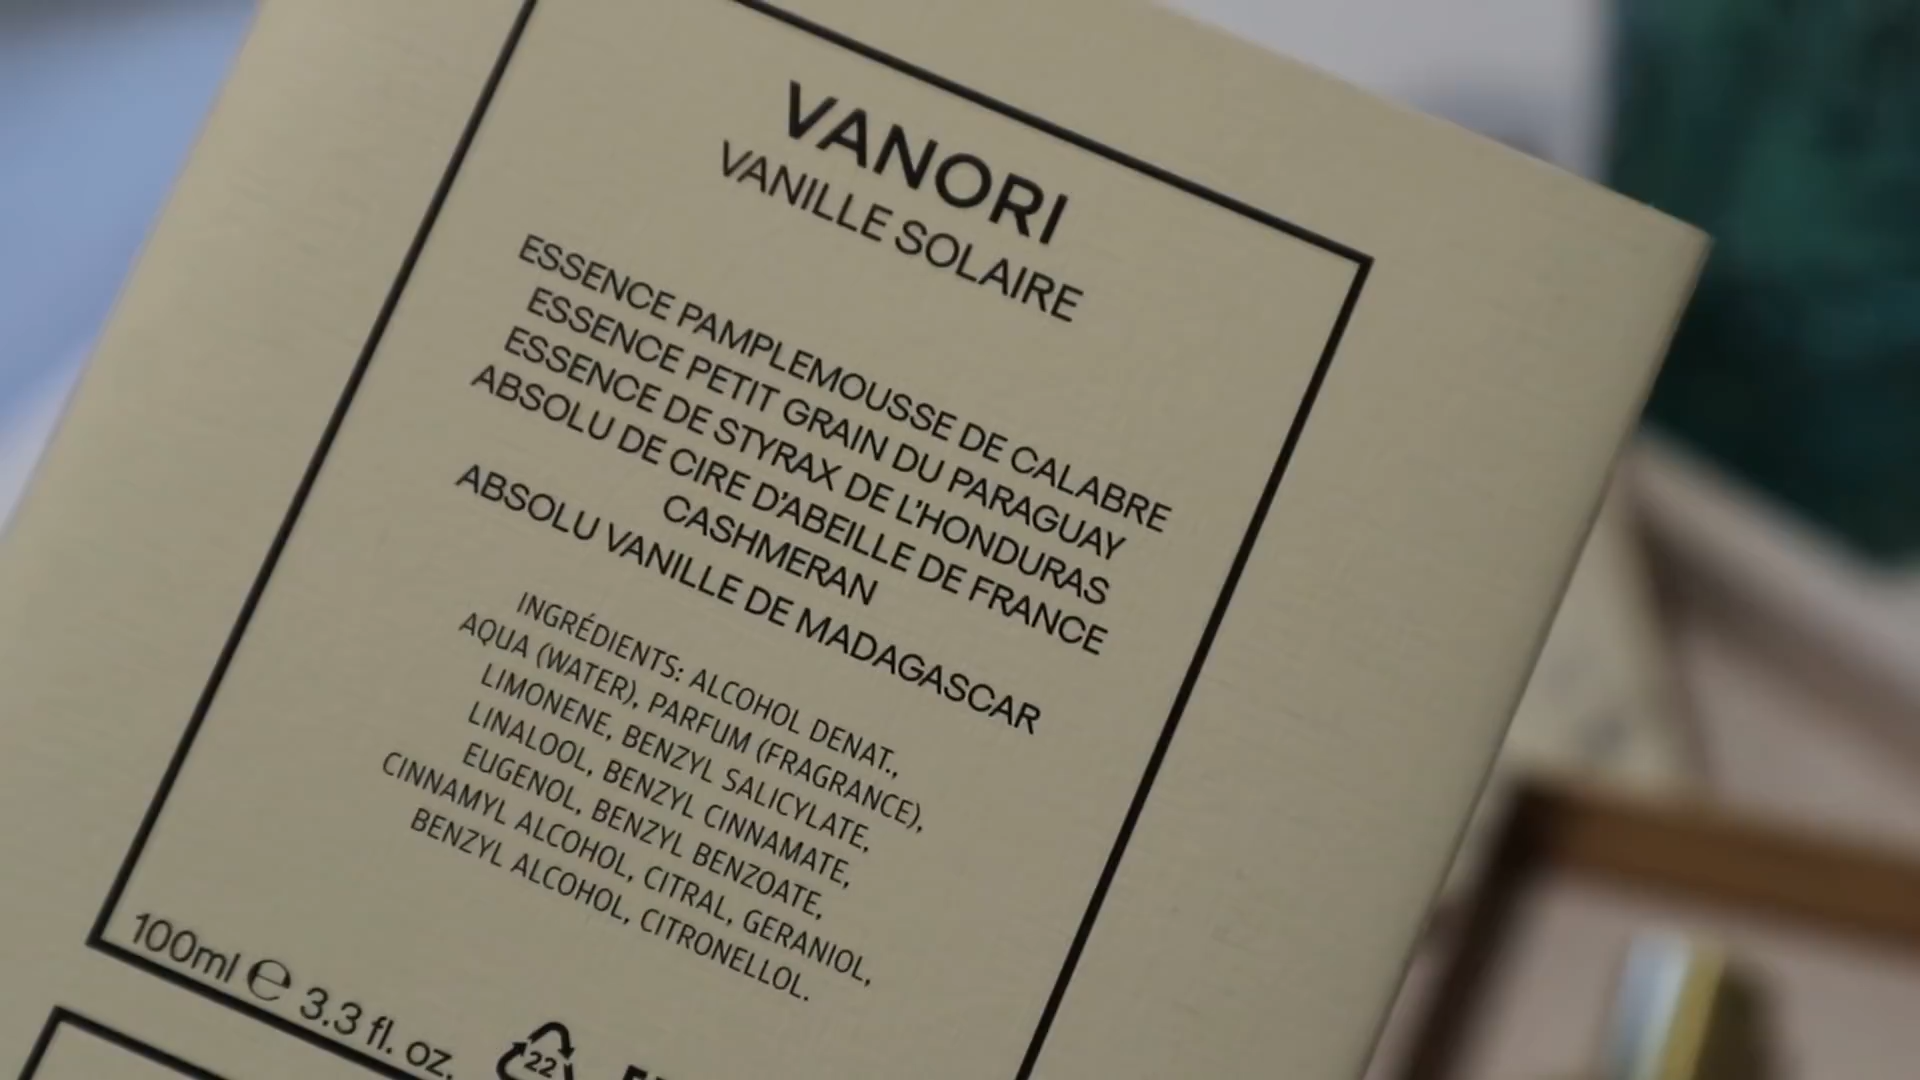 VANORI
VANILLE SOLAIRE
ESSENCE PAMPLEMOUSSE DE CALABRE
ESSENCE PETIT GRAIN DU PARAGUAY
ESSENCE DE STYRAX DE L'HONDURAS
ABSOLU DE CIRE D'ABEILLE DE FRANCE
CASHMERAN
ABSOLU VANILLE DE MADAGASCAR
INGRÉDIENTS: ALCOHOL DENAT.,
AQUA (WATER), PARFUM (FRAGRANCE),
LIMONENE, BENZYL SALICYLATE,
LINALOOL, BENZYL CINNAMATE,
EUGENOL, BENZYL BENZOATE,
CINNAMYL ALCOHOL, CITRAL, GERANIOL,
BENZYL ALCOHOL, CITRONELLOL.
100ml ℮ 3.3 fl. oz.
22